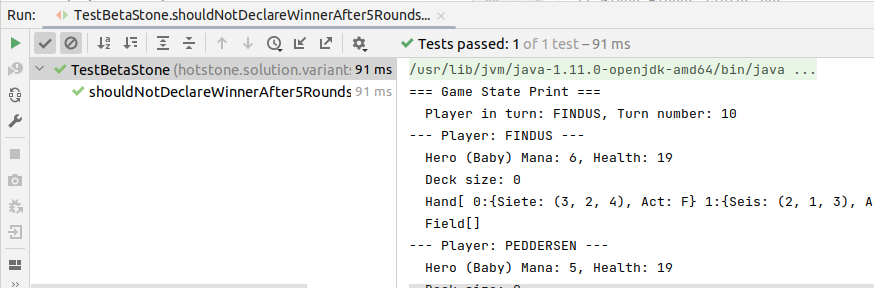 Run: TestBetaStone.shouldNotDeclareWinnerAfter5Rounds...
Tests passed: 1 of 1 test – 91 ms
TestBetaStone (hotstone.solution.variant: 91 ms
shouldNotDeclareWinnerAfter5Rounds 91 ms
/usr/lib/jvm/java-1.11.0-openjdk-amd64/bin/java ...
=== Game State Print ===
Player in turn: FINDUS, Turn number: 10
--- Player: FINDUS ---
Hero (Baby) Mana: 6, Health: 19
Deck size: 0
Hand[ 0:{Siete: (3, 2, 4), Act: F} 1:{Seis: (2, 1, 3), A
Field[]
--- Player: PEDDERSEN ---
Hero (Baby) Mana: 5, Health: 19